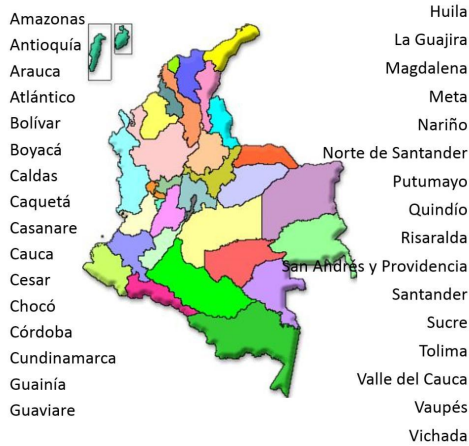 Amazonas
Antioquía
Arauca
Atlántico
Bolívar
Boyacá
Caldas
Caquetá
Casanare
Cauca
Cesar
Chocó
Córdoba
Cundinamarca
Guainía
Guaviare
Huila
La Guajira
Magdalena
Meta
Nariño
Norte de Santander
Putumayo
Quindío
Risaralda
San Andrés y Providencia
Santander
Sucre
Tolima
Valle del Cauca
Vaupés
Vichada